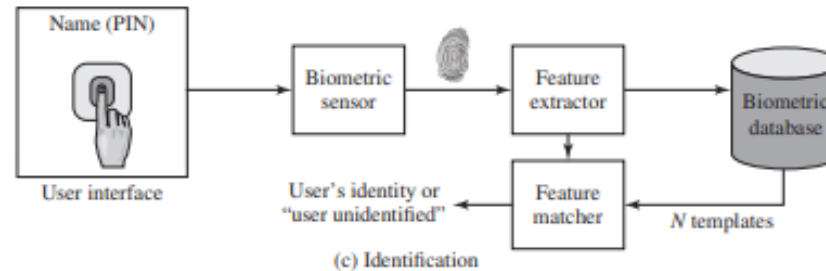 Name (PIN)
User interface
Biometric
sensor
Feature
extractor
Biometric
database
Feature
matcher
N templates
User's identity or
"user unidentified"
(c) Identification